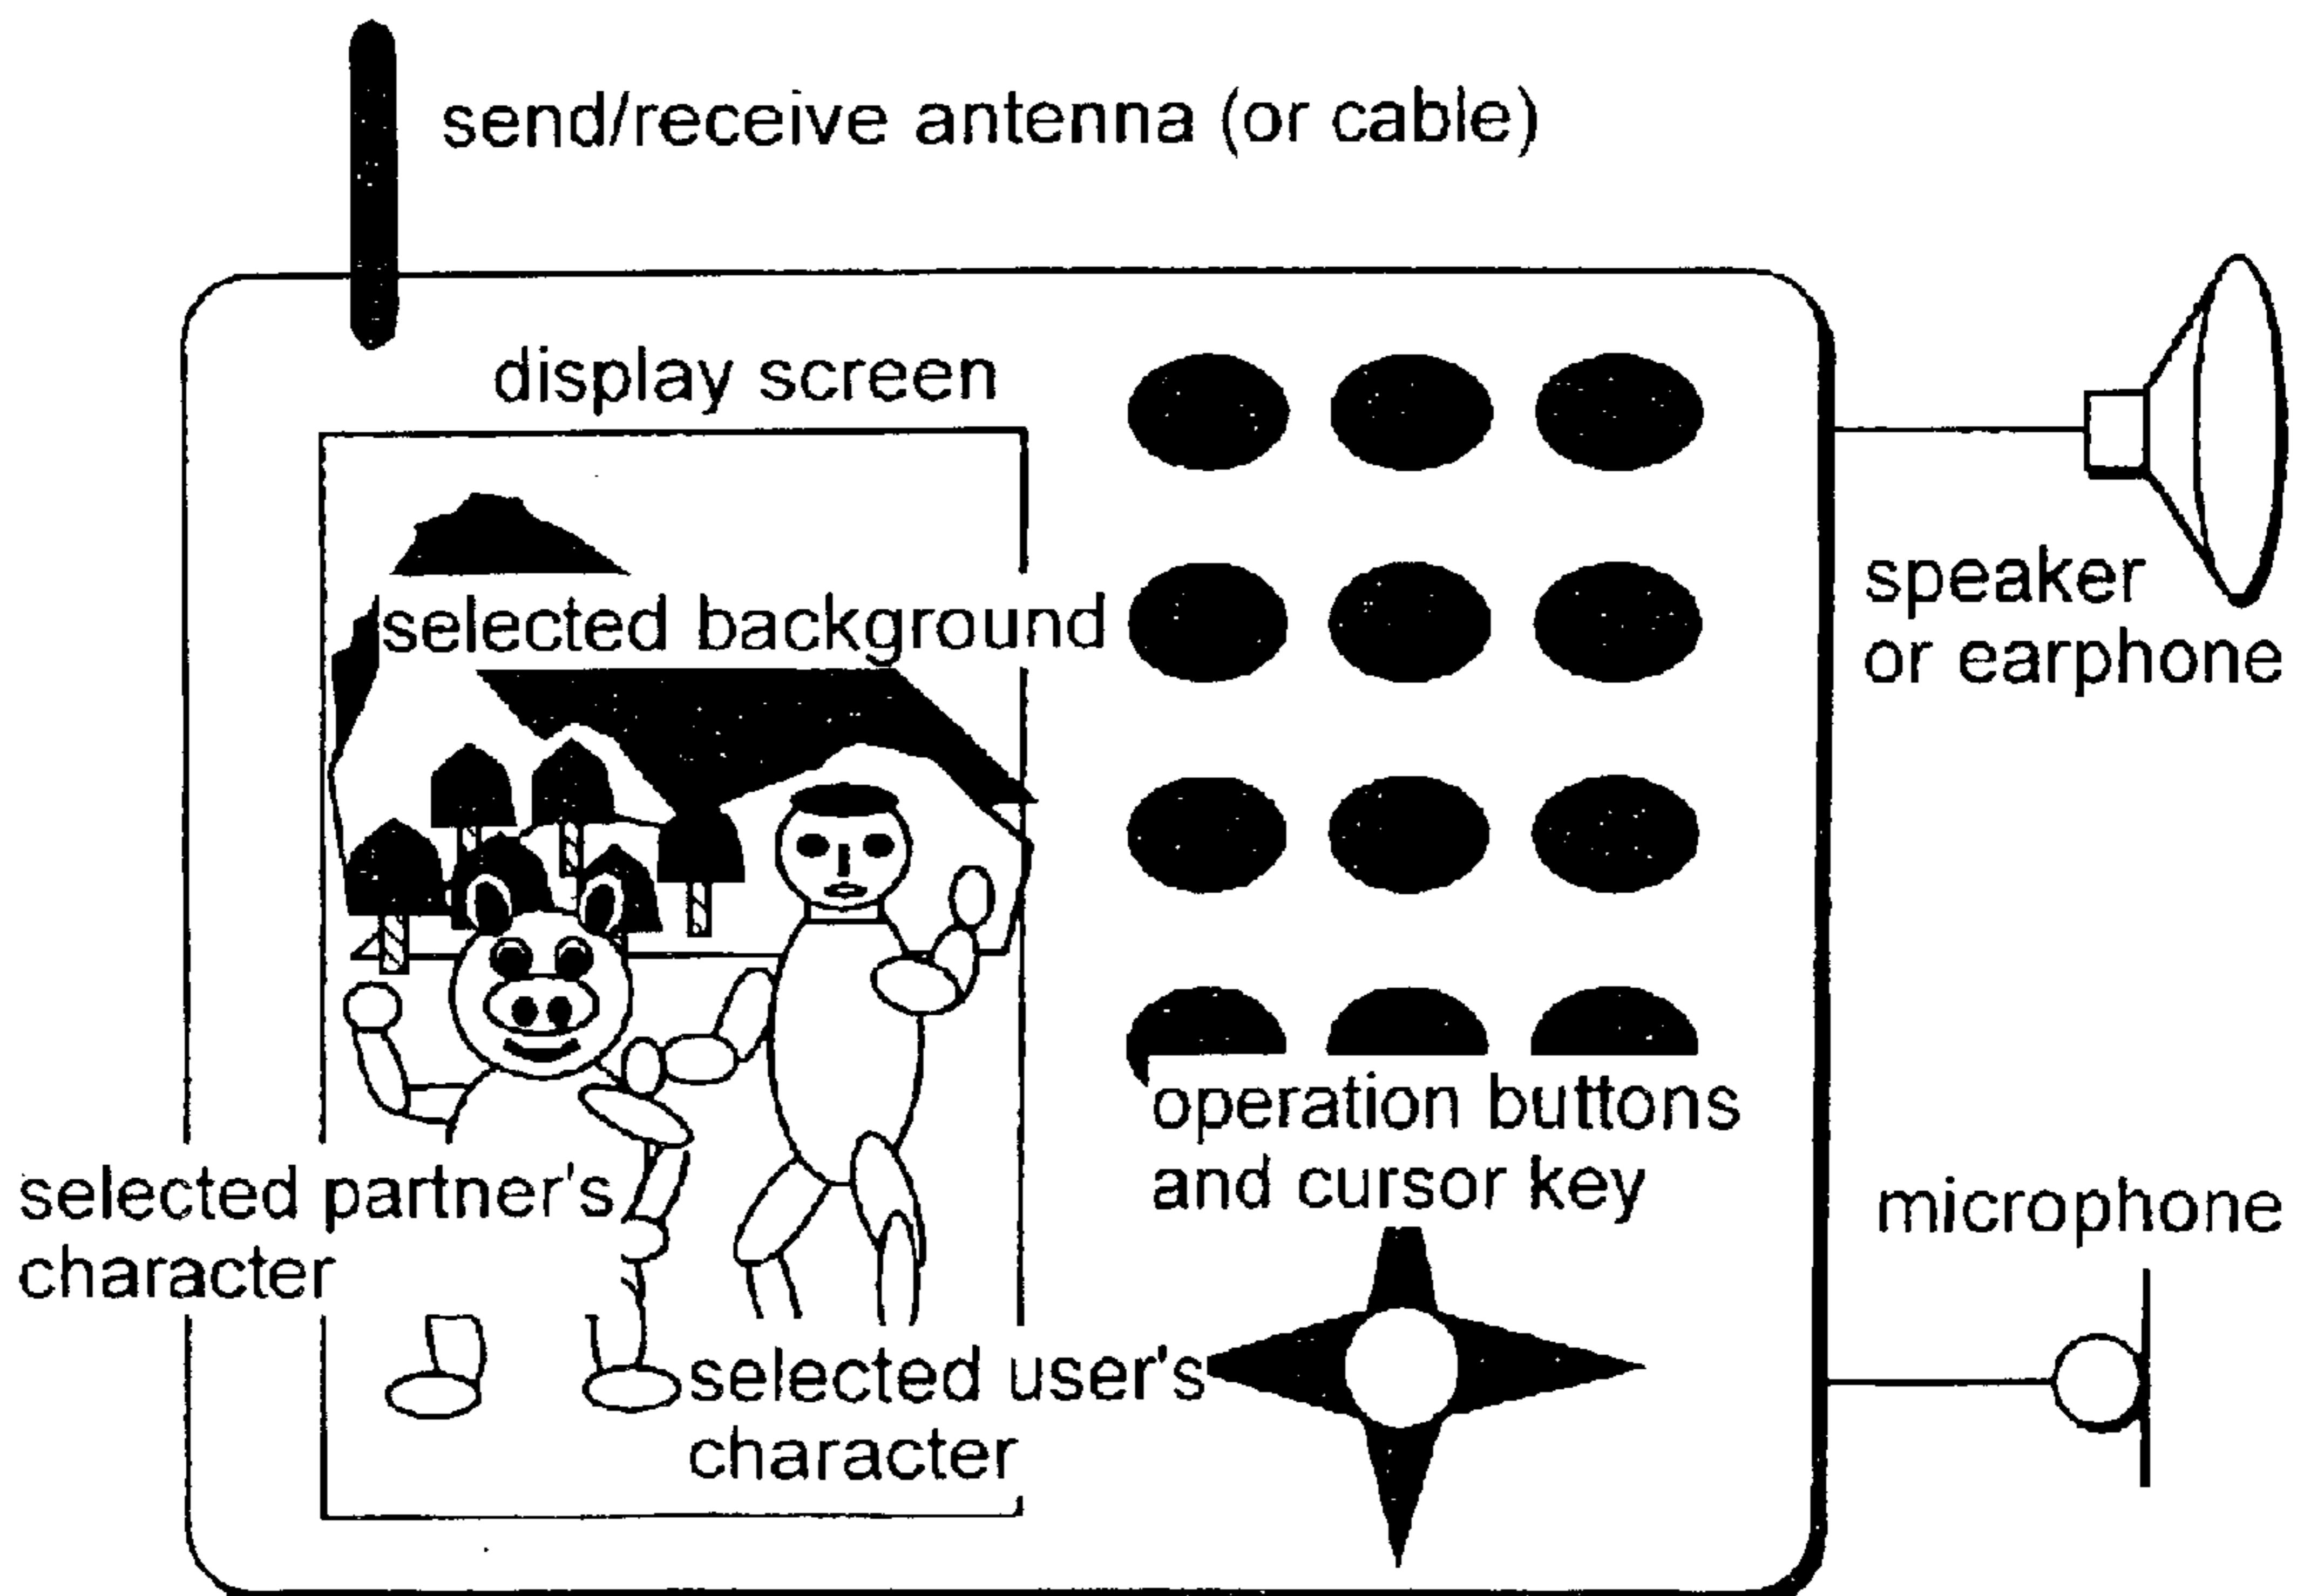 send/receive antenna (or cable)
display screen
selected background
speaker
or earphone
operation buttons
and cursor key
selected partner's
character
microphone
selected user's
character